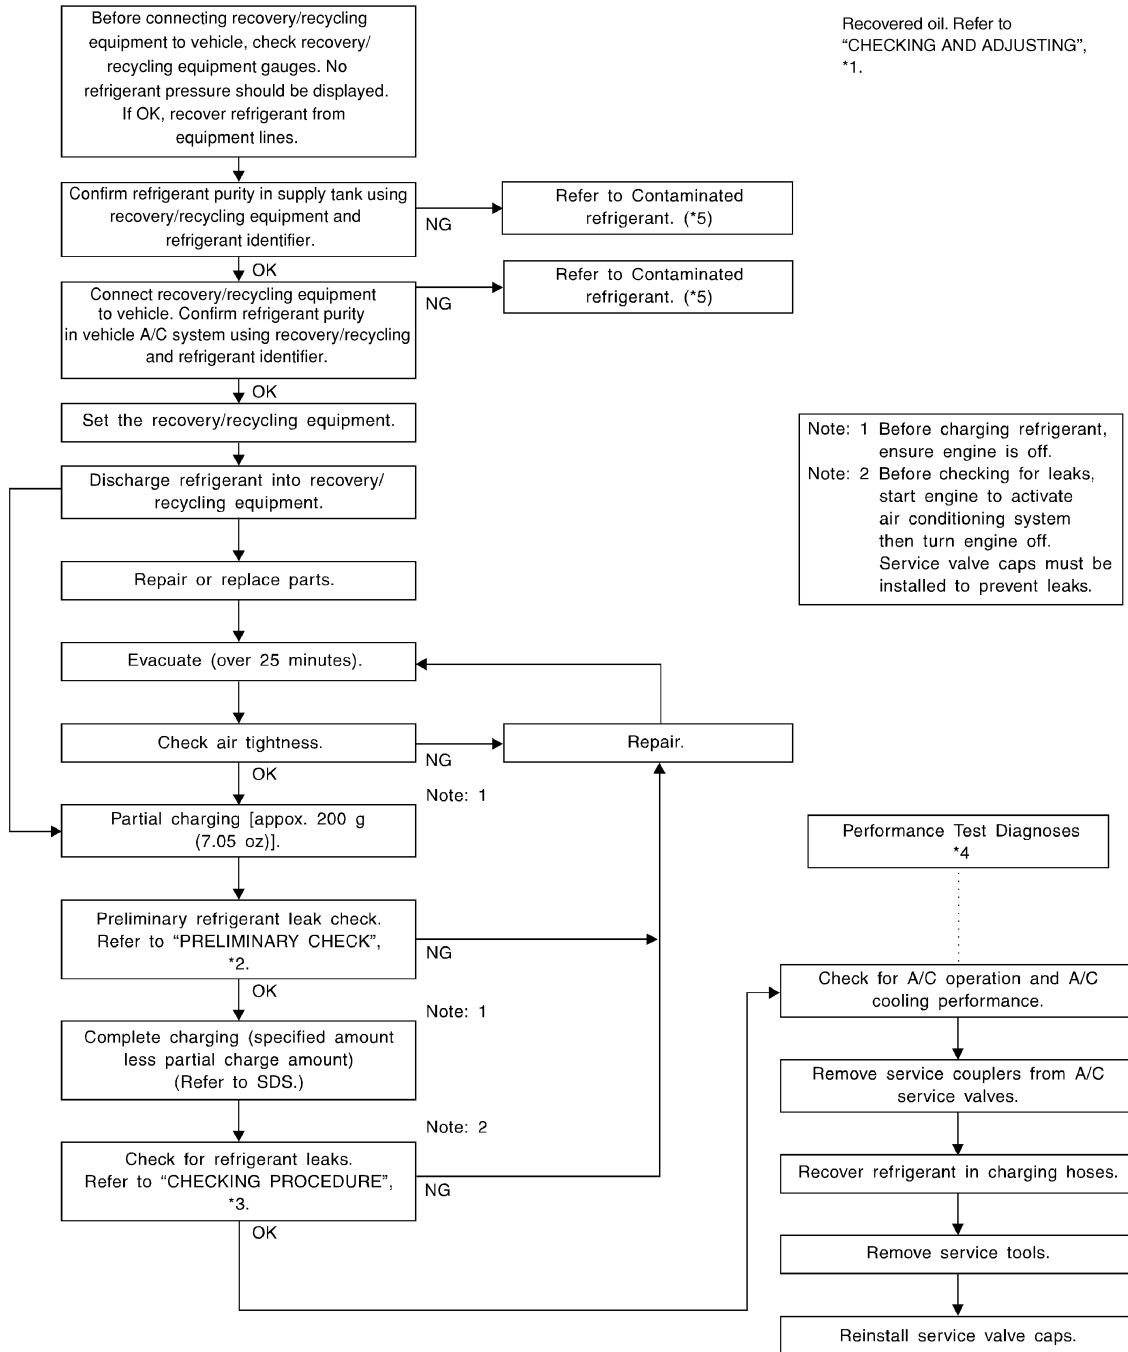 Before connecting recovery/recycling
equipment to vehicle, check recovery/
recycling equipment gauges. No
refrigerant pressure should be displayed.
If OK, recover refrigerant from
equipment lines.
Recovered oil. Refer to
“CHECKING AND ADJUSTING”,
*1.
Confirm refrigerant purity in supply tank using
recovery/recycling equipment and
refrigerant identifier.
NG
Refer to Contaminated
refrigerant. (*5)
OK
Connect recovery/recycling equipment
to vehicle. Confirm refrigerant purity
in vehicle A/C system using recovery/recycling
and refrigerant identifier.
NG
Refer to Contaminated
refrigerant. (*5)
OK
Set the recovery/recycling equipment.
Discharge refrigerant into recovery/
recycling equipment.
Note: 1 Before charging refrigerant,
ensure engine is off.
Note: 2 Before checking for leaks,
start engine to activate
air conditioning system
then turn engine off.
Service valve caps must be
installed to prevent leaks.
Repair or replace parts.
Evacuate (over 25 minutes).
Check air tightness.
NG
Repair.
OK
Note: 1
Partial charging [appox. 200 g
(7.05 oz)].
Preliminary refrigerant leak check.
Refer to “PRELIMINARY CHECK”,
*2.
NG
OK
Note: 1
Complete charging (specified amount
less partial charge amount)
(Refer to SDS.)
Note: 2
Check for refrigerant leaks.
Refer to “CHECKING PROCEDURE”,
*3.
NG
OK
Performance Test Diagnoses
*4
Check for A/C operation and A/C
cooling performance.
Remove service couplers from A/C
service valves.
Recover refrigerant in charging hoses.
Remove service tools.
Reinstall service valve caps.